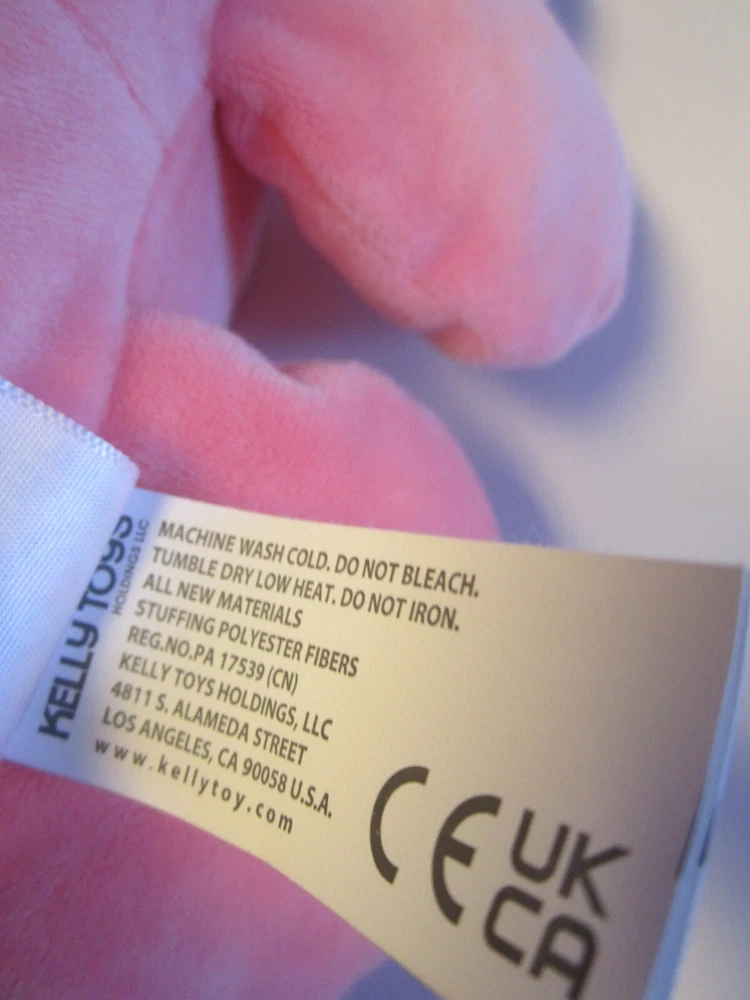 KELLY TOYS
HOLDINGS LLC
MACHINE WASH COLD. DO NOT BLEACH.
TUMBLE DRY LOW HEAT. DO NOT IRON.
ALL NEW MATERIALS
STUFFING POLYESTER FIBERS
REG.NO.PA 17539 (CN)
KELLY TOYS HOLDINGS, LLC
4811 S. ALAMEDA STREET
LOS ANGELES, CA 90058 U.S.A.
www.kellytoy.com
CE
UK
CA